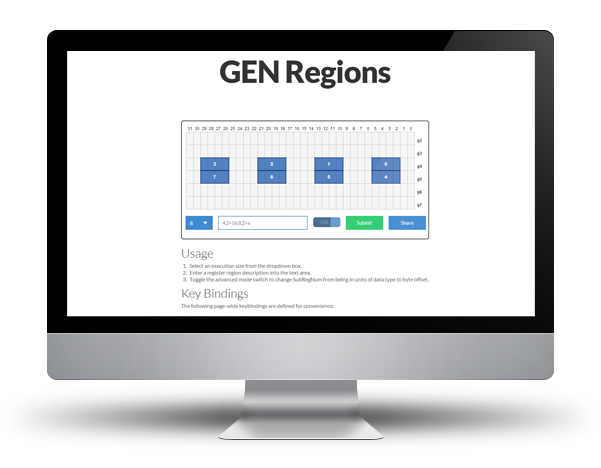 GEN Regions
31 30 29 28 27 26 25 24 23 22 21 20 19 18 17 16 15 14 13 12 11 10 9 8 7 6 5 4 3 2 1 0
g2
g3
3 2 1 0 g4
7 6 5 4 g5
g6
g7
8 ON Submit Share
Usage
1. Select an execution size from the dropdown box.
2. Enter a register region description into the text area.
3. Toggle the advanced mode switch to change SubRegNum from being in units of data type to byte offset.
Key Bindings
The following page-wide keybindings are defined for convenience: